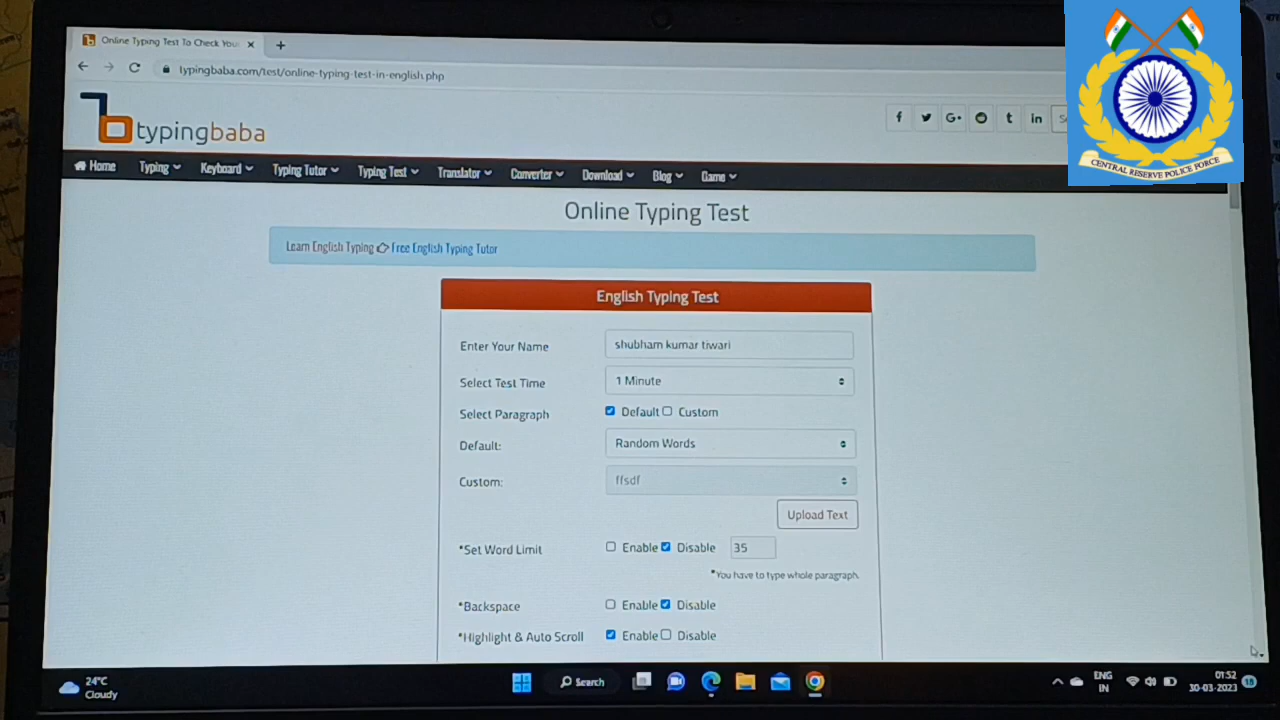 Online Typing Test To Check You
typingbaba.com/test/online-typing-test-in-english.php
typingbaba
Home Typing Keyboard Typing Tutor Typing Test Translator Converter Download Blog Game
CENTRAL RESERVE POLICE FORCE
Online Typing Test
Learn English Typing Free English Typing Tutor
English Typing Test
Enter Your Name shubham kumar tiwari
Select Test Time 1 Minute
Select Paragraph Default Custom
Default: Random Words
Custom: ffsdf
Upload Text
*Set Word Limit Enable Disable 35
*You have to type whole paragraph.
*Backspace Enable Disable
*Highlight & Auto Scroll Enable Disable
24°C
Cloudy
Search
ENG
IN
01:52
30-03-2023